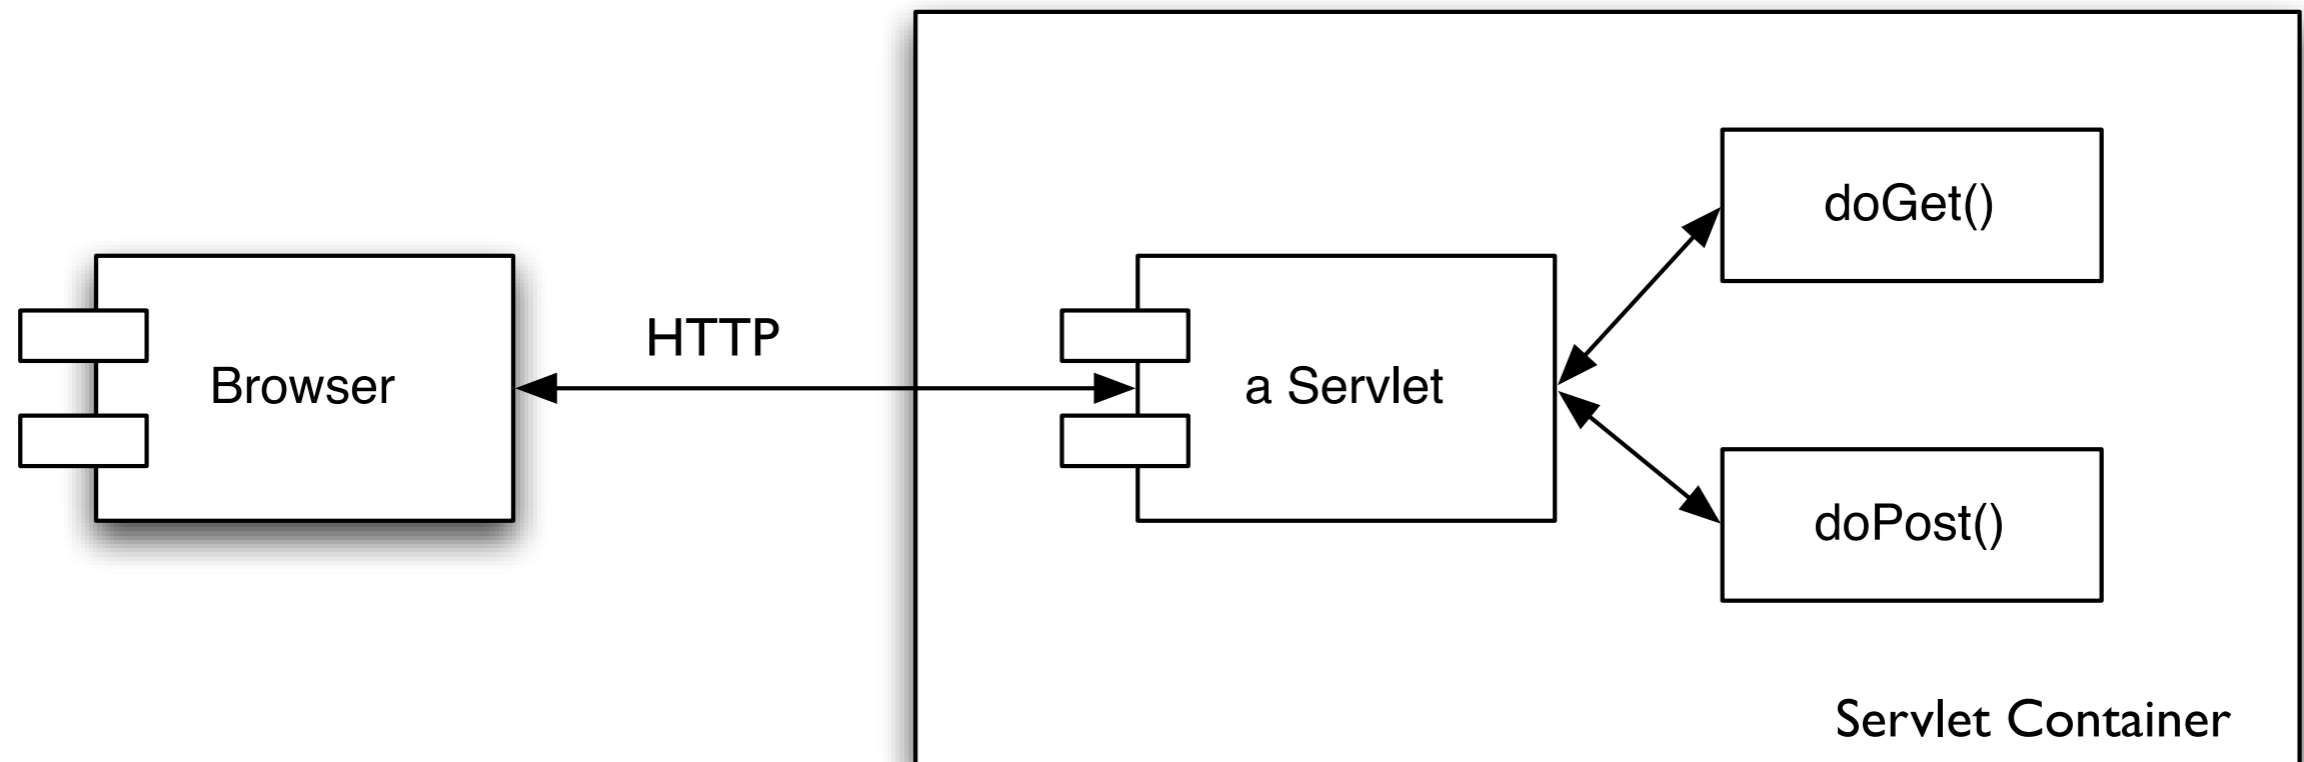 Browser
HTTP
a Servlet
doGet()
doPost()
Servlet Container